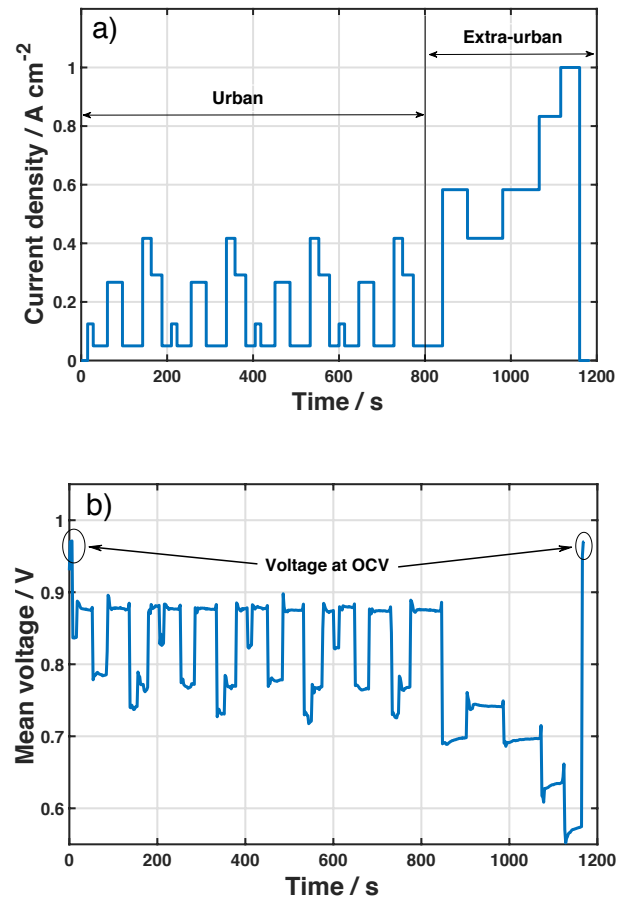 a)
Extra-urban
Urban
Current density / A cm-2
1
0.8
0.6
0.4
0.2
0
0 200 400 600 800 1000 1200
Time / s
b)
Voltage at OCV
Mean voltage / V
1
0.9
0.8
0.7
0.6
0 200 400 600 800 1000 1200
Time / s